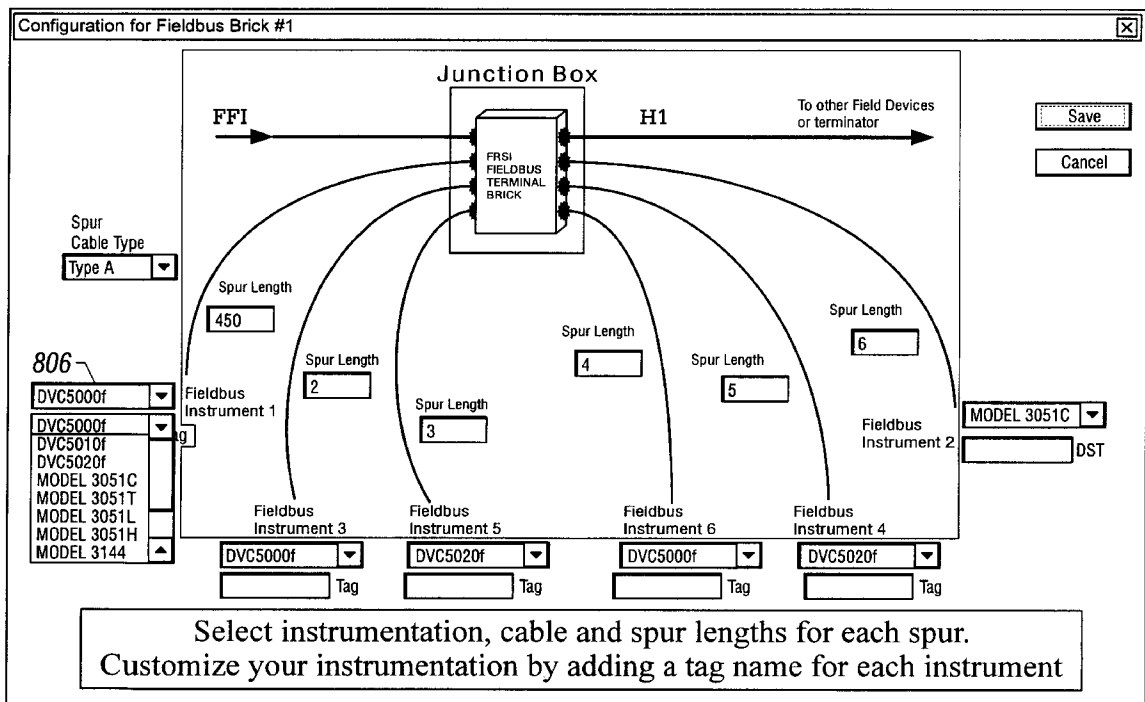 Configuration for Fieldbus Brick #1
Junction Box
FFI
H1
To other Field Devices
or terminator
Save
Cancel
FRSI
FIELDBUS
TERMINAL
BRICK
Spur
Cable Type
Type A
Spur Length
450
Spur Length
2
Spur Length
3
Spur Length
4
Spur Length
5
Spur Length
6
806
DVC5000f
Fieldbus
Instrument 1
DVC5000f
DVC5010f
DVC5020f
MODEL 3051C
MODEL 3051T
MODEL 3051L
MODEL 3051H
MODEL 3144
ag
Fieldbus
Instrument 2
MODEL 3051C
DST
Fieldbus
Instrument 3
DVC5000f
Tag
Fieldbus
Instrument 5
DVC5020f
Tag
Fieldbus
Instrument 6
DVC5000f
Tag
Fieldbus
Instrument 4
DVC5020f
Tag
Select instrumentation, cable and spur lengths for each spur.
Customize your instrumentation by adding a tag name for each instrument